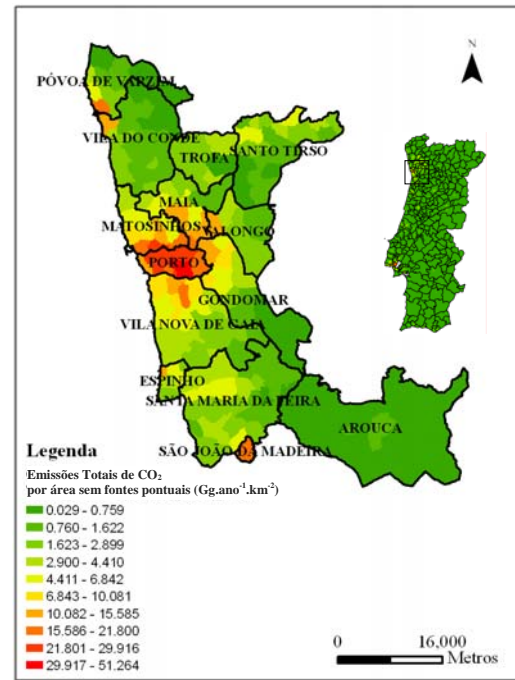 N
PÓVOA DE VARZIM
VILA DO CONDE
TROFA
SANTO TIRSO
MAIA
MATOSINHOS
VALONGO
PORTO
GONDOMAR
VILA NOVA DE GAIA
ESPINHO
SANTA MARIA DA FEIRA
AROUCA
SÃO JOÃO DA MADEIRA
Legenda
Emissões Totais de CO₂
por área sem fontes pontuais (Gg.ano⁻¹.km⁻²)
0.029 - 0.759
0.760 - 1.622
1.623 - 2.899
2.900 - 4.410
4.411 - 6.842
6.843 - 10.081
10.082 - 15.585
15.586 - 21.800
21.801 - 29.916
29.917 - 51.264
0 16,000
Metros